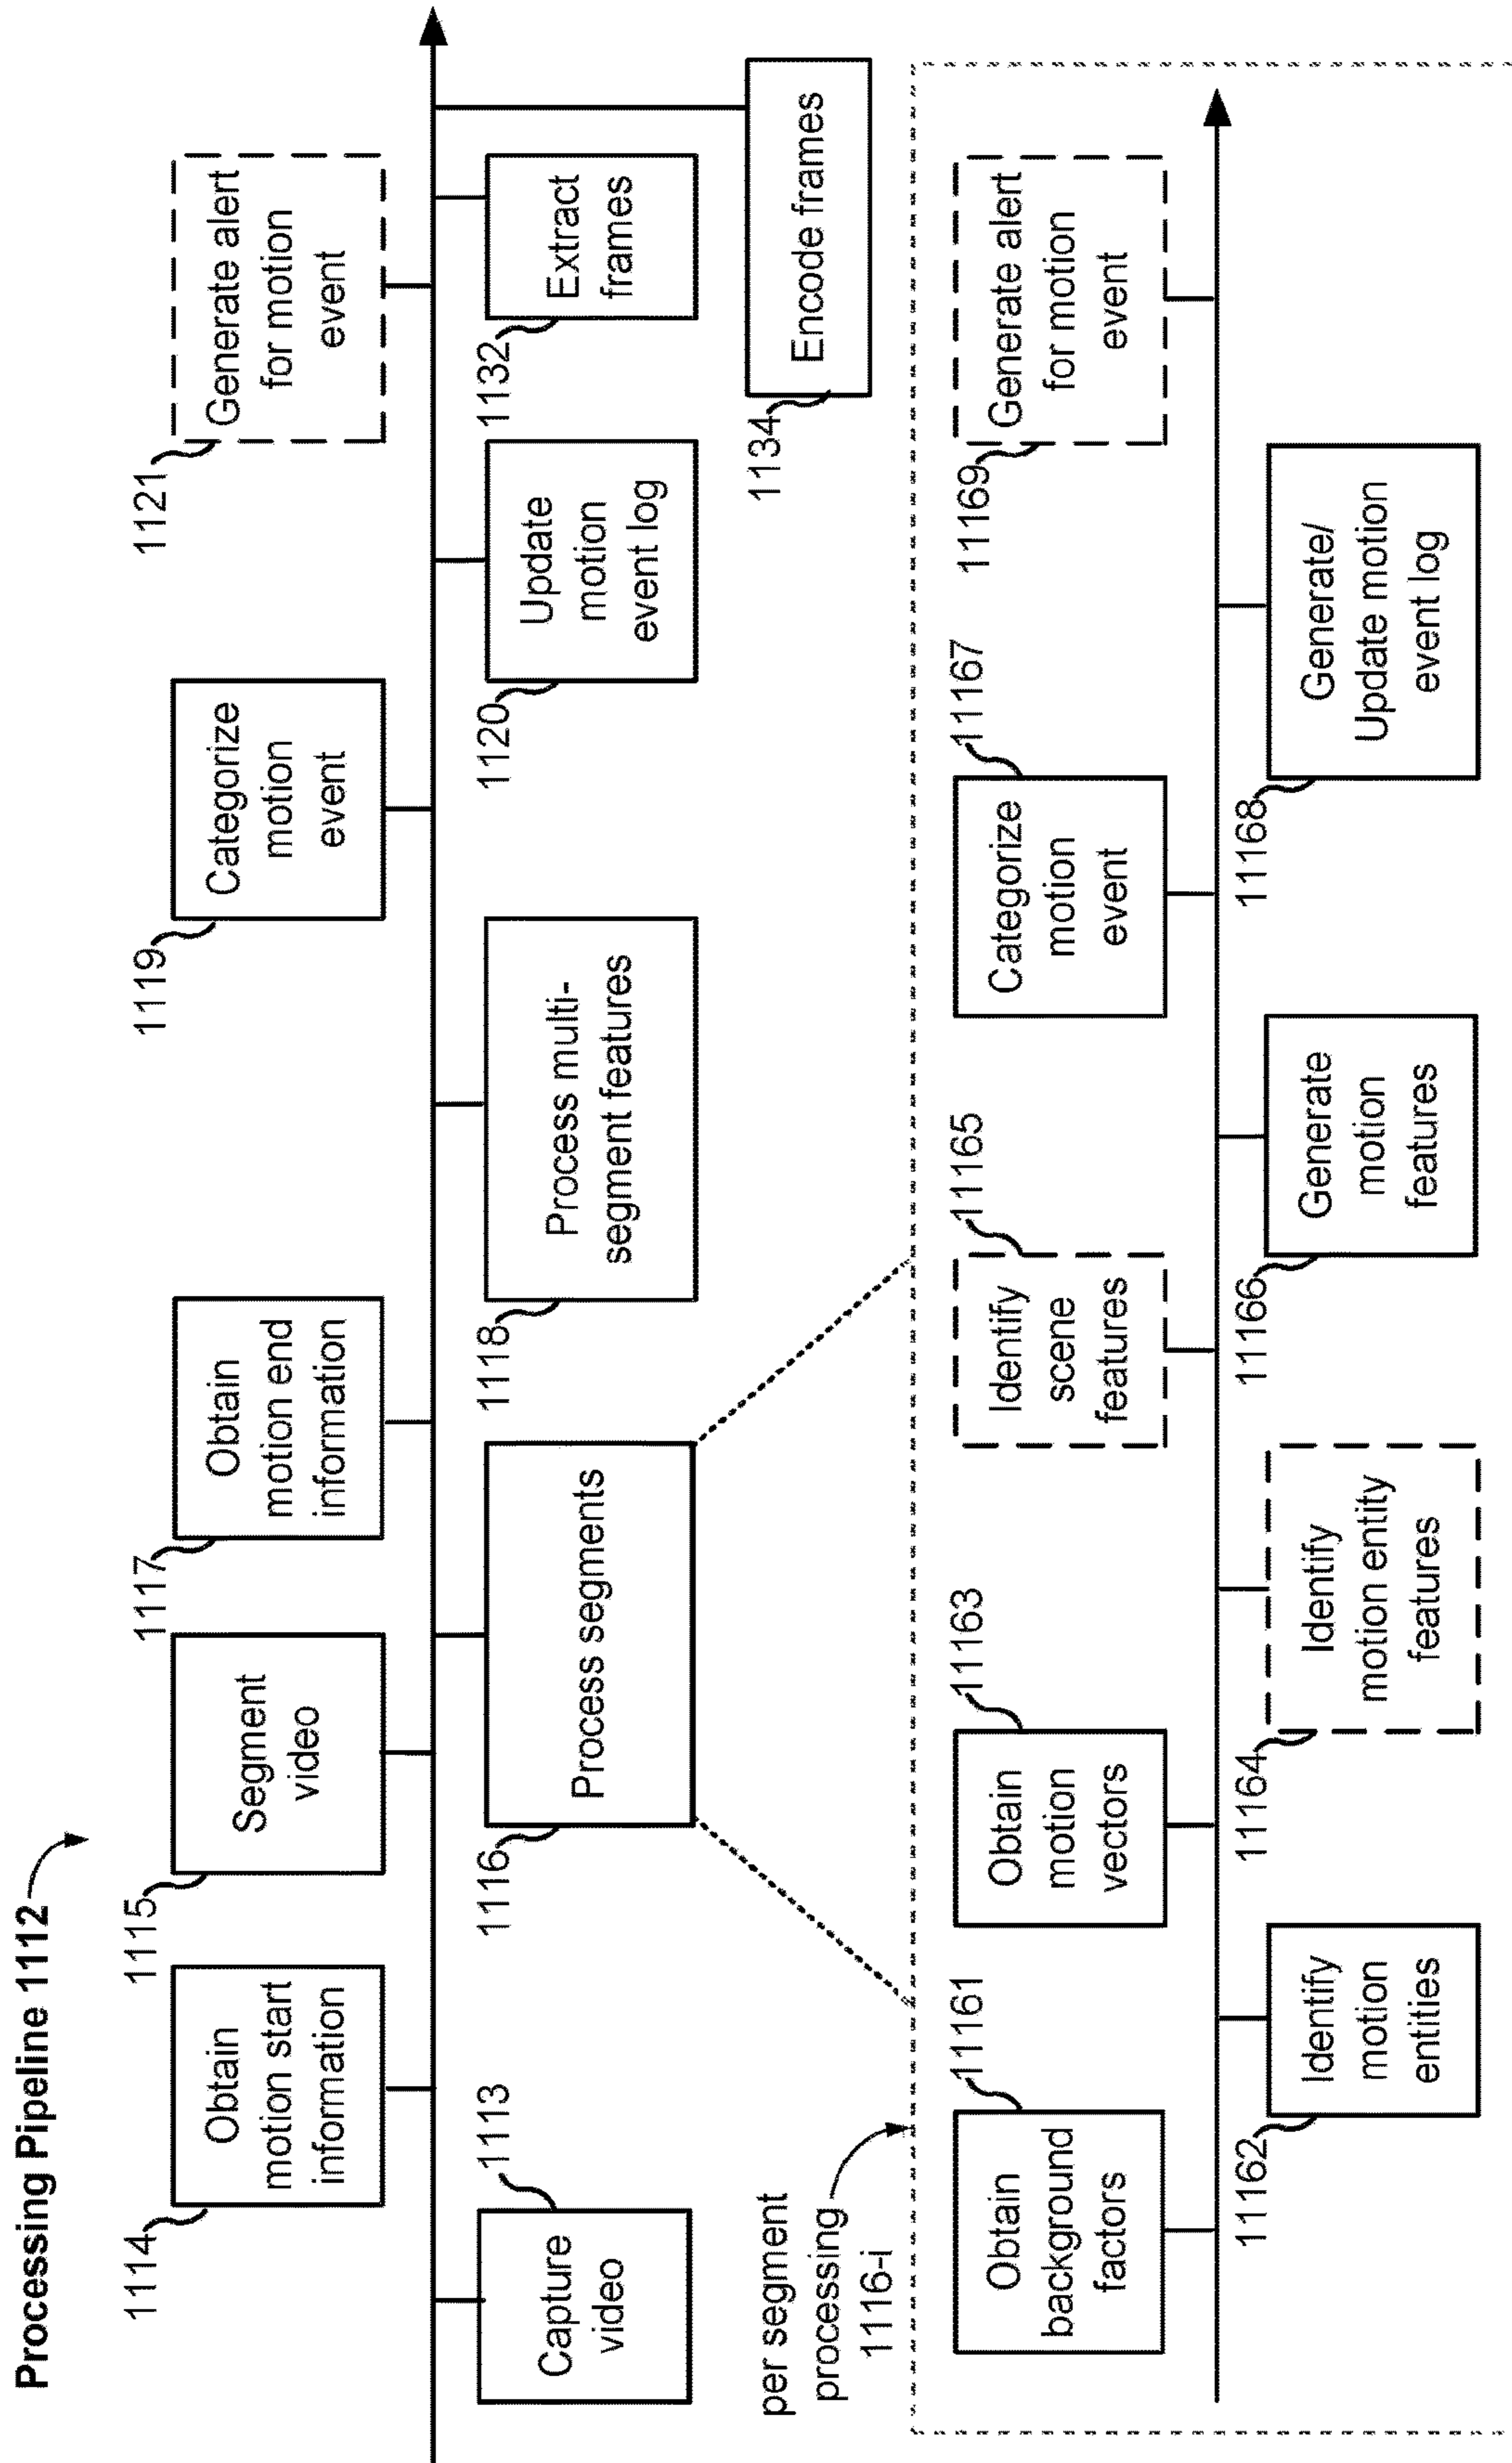 Processing Pipeline 1112
1114
Obtain
motion start
information
1115
Segment
video
1117
Obtain
motion end
information
1119
Categorize
motion
event
1121
Generate alert
for motion
event
Capture
video
1113
1116
Process segments
1118
Process multi-
segment features
1120
Update
motion
event log
1132
Extract
frames
1134
Encode frames
per segment
processing
1116-i
Obtain
background
factors
11161
Obtain
motion
vectors
11163
Identify
scene
features
11165
Categorize
motion
event
11167
11169
Generate alert
for motion
event
11162
Identify
motion
entities
11164
Identify
motion entity
features
11166
Generate
motion
features
11168
Generate/
Update motion
event log